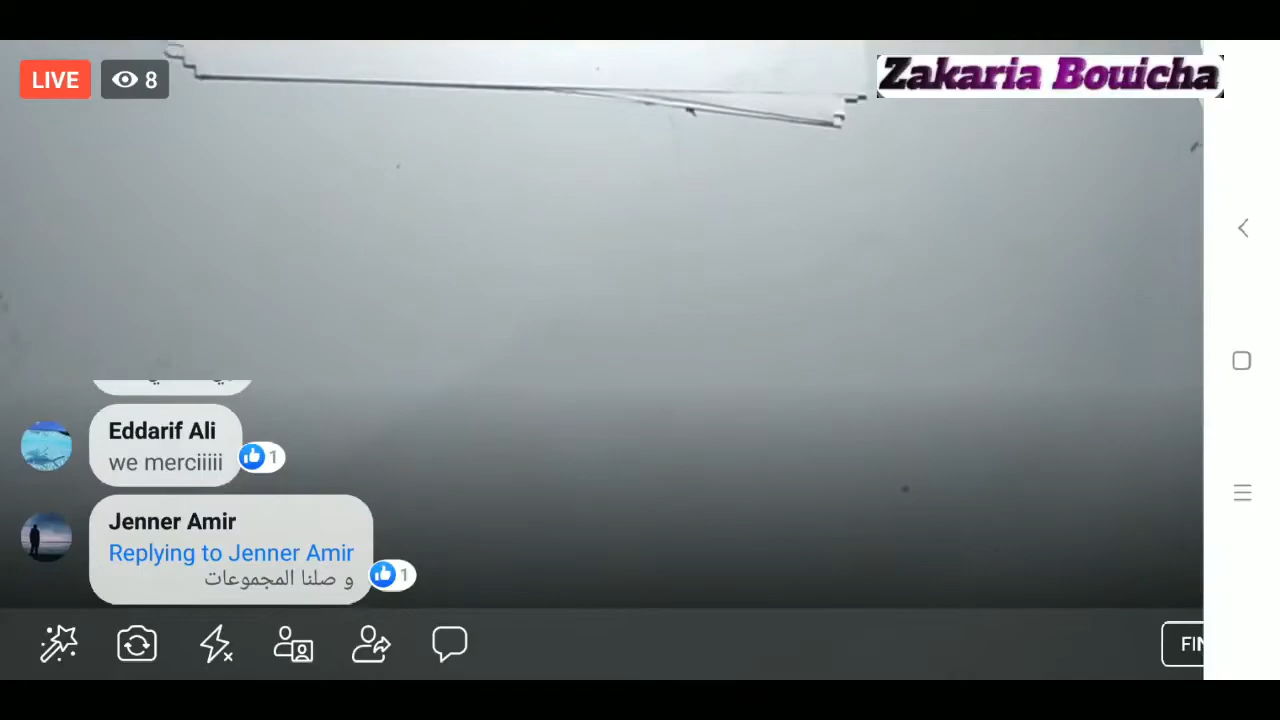 LIVE
8
Zakaria Bouicha
Eddarif Ali
we merciiiii
1
Jenner Amir
Replying to Jenner Amir
و صلنا المجموعات
1
FIN